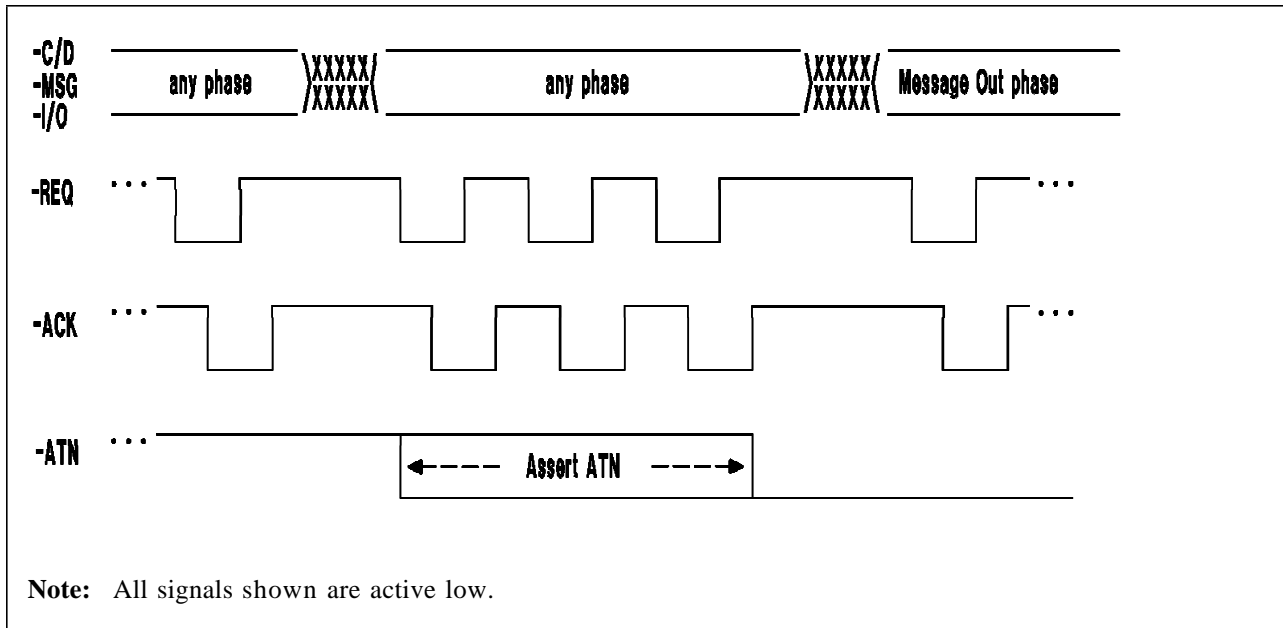 -C/D
-MSG
-I/O
any phase
XXXXX
XXXXX
any phase
XXXXX
XXXXX
Message Out phase
-REQ
...
...
-ACK
...
...
-ATN
...
Assert ATN
Note: All signals shown are active low.